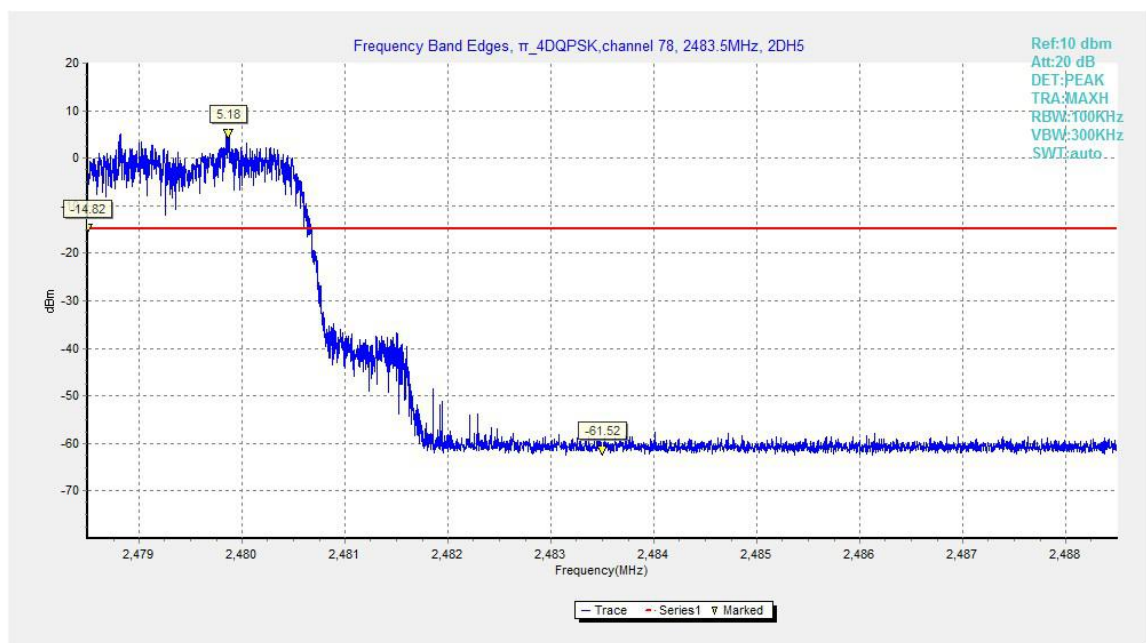 Frequency Band Edges, π_4DQPSK,channel 78, 2483.5MHz, 2DH5
Ref:10 dbm
Att:20 dB
DET:PEAK
TRA:MAXH
RBW:100KHz
VBW:300KHz
SWT:auto
20
10
0
-20
-30
-40
-50
-60
-70
dBm
5.18
-14.82
-61.52
2,479
2,480
2,481
2,482
2,483
2,484
2,485
2,486
2,487
2,488
Frequency(MHz)
Trace
Series1
Marked